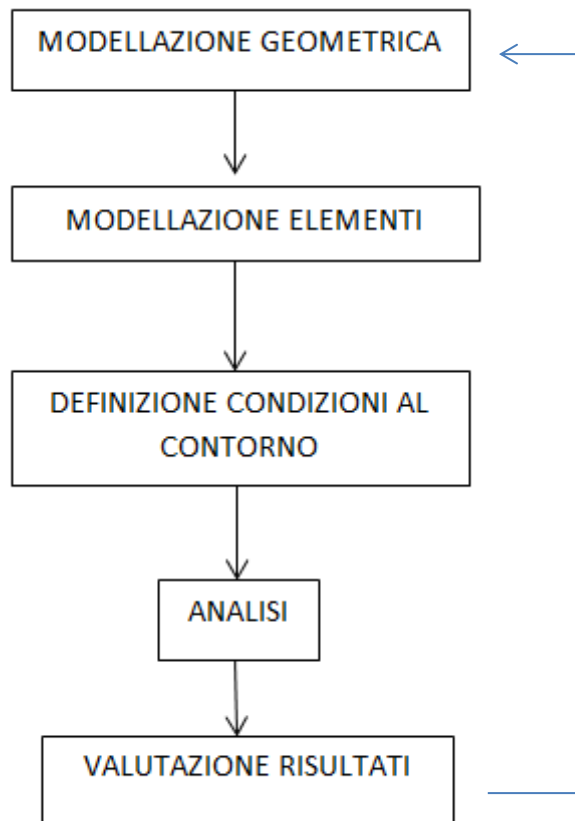 MODELLAZIONE GEOMETRICA
MODELLAZIONE ELEMENTI
DEFINIZIONE CONDIZIONI AL
CONTORNO
ANALISI
VALUTAZIONE RISULTATI